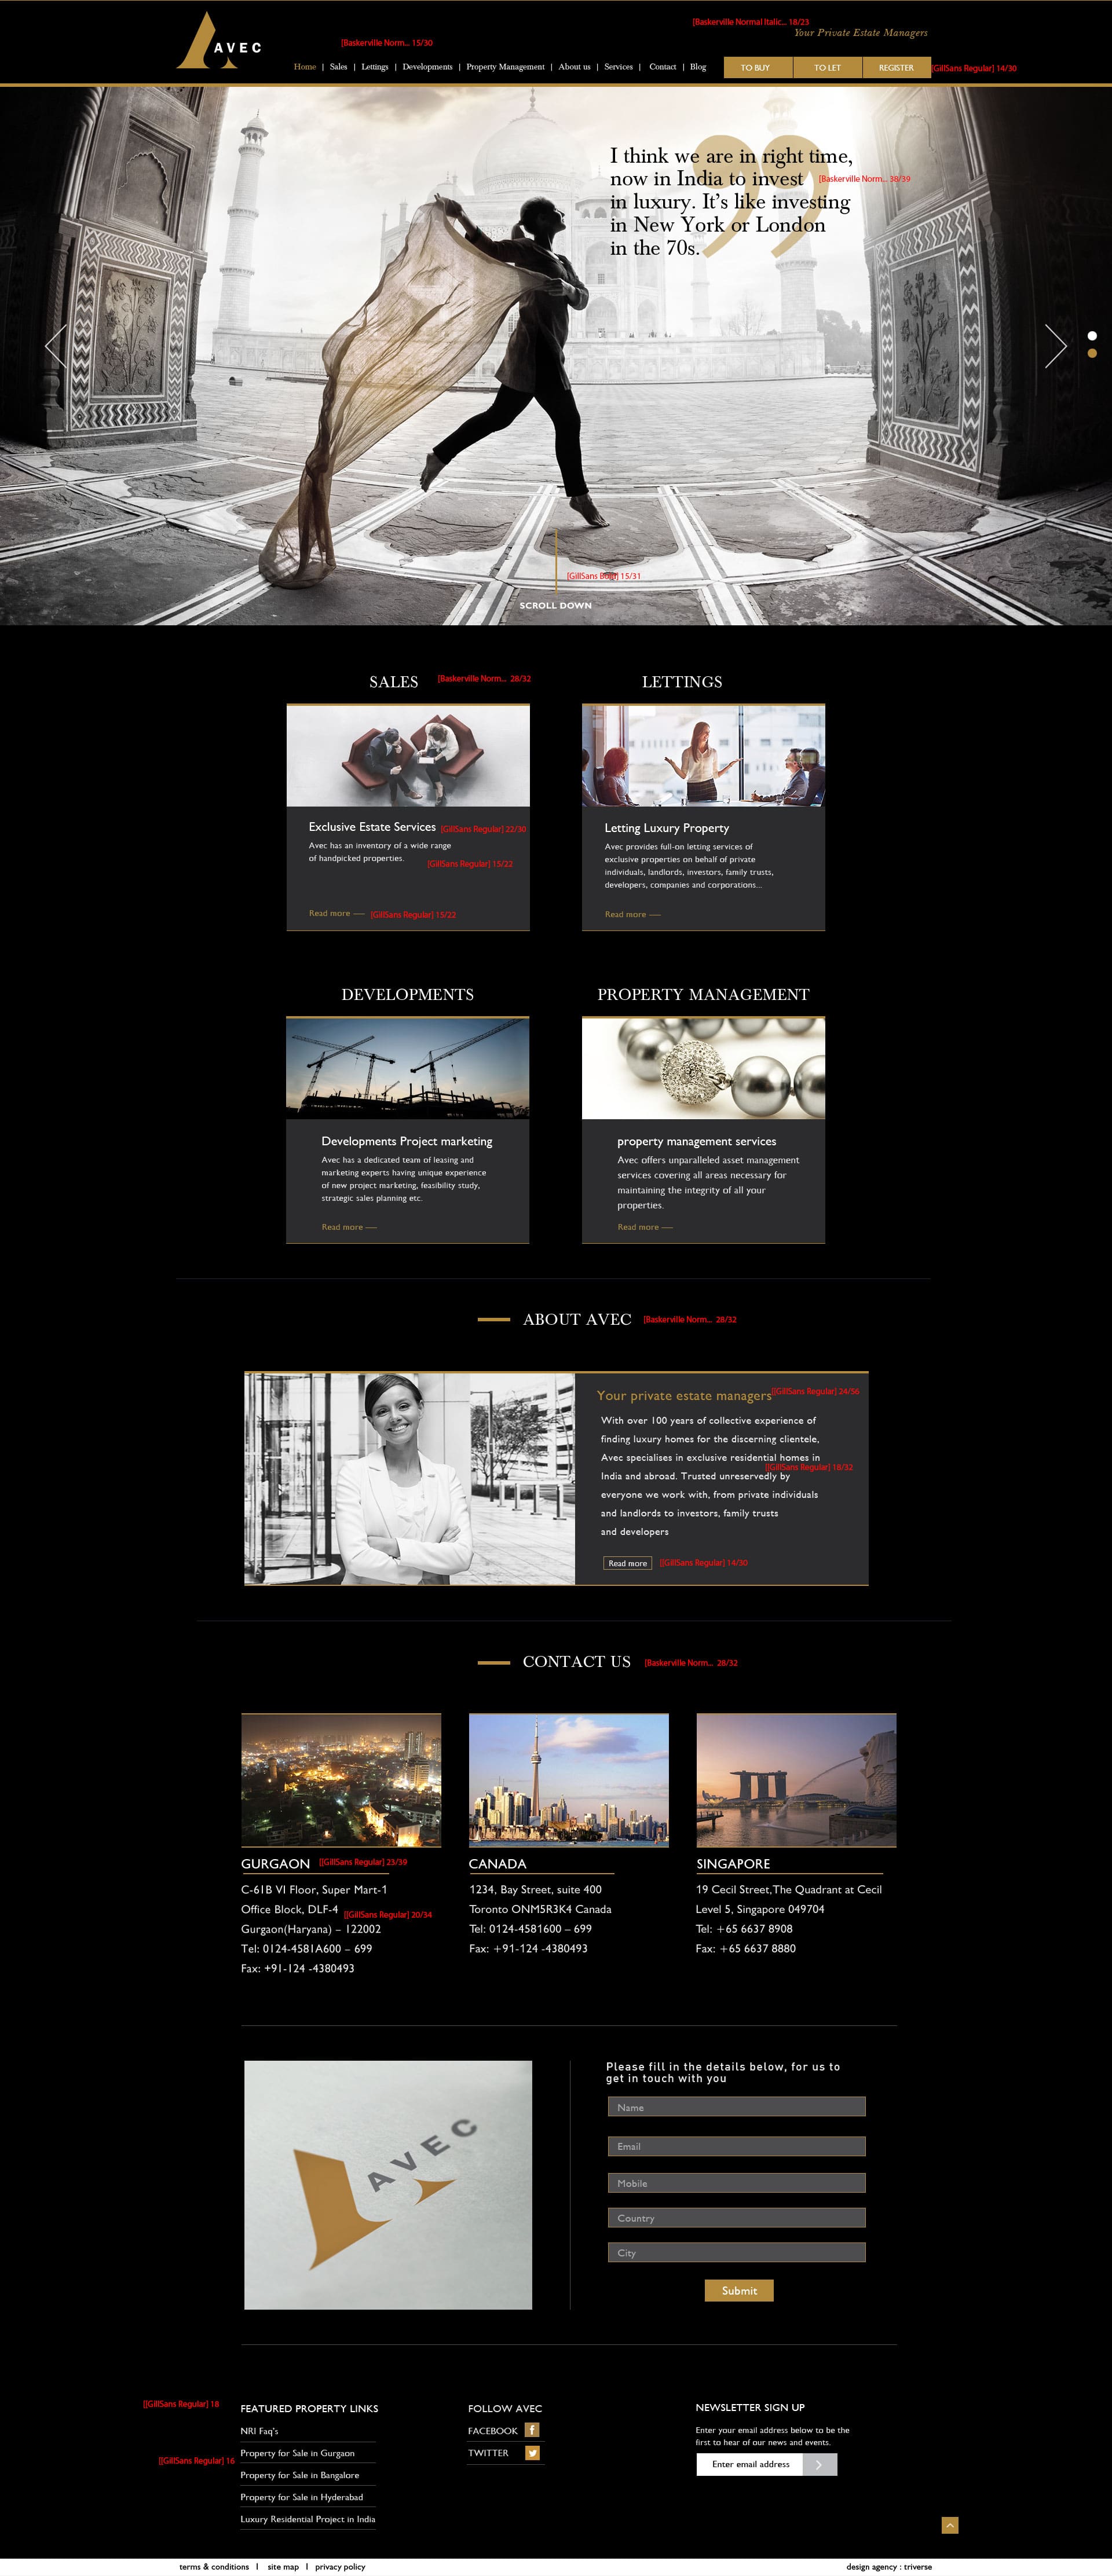 [Baskerville Normal Italic... 18/23
Your Private Estate Managers
[Baskerville Norm... 15/30
AVEC
Home | Sales | Lettings | Developments | Property Management | About us | Services | Contact | Blog
TO BUY TO LET REGISTER [GillSans Regular] 14/30
I think we are in right time,
now in India to invest [Baskerville Norm... 38/39
in luxury. It's like investing
in New York or London
in the 70s.
[GillSans Bold] 15/31
SCROLL DOWN
SALES [Baskerville Norm... 28/32
Exclusive Estate Services [GillSans Regular] 22/30
Avec has an inventory of a wide range
of handpicked properties. [GillSans Regular] 15/22
Read more — [GillSans Regular] 15/22
LETTINGS
Letting Luxury Property
Avec provides full-on letting services of
exclusive properties on behalf of private
individuals, landlords, investors, family trusts,
developers, companies and corporations...
Read more —
DEVELOPMENTS
Developments Project marketing
Avec has a dedicated team of leasing and
marketing experts having unique experience
of new project marketing, feasibility study,
strategic sales planning etc.
Read more —
PROPERTY MANAGEMENT
property management services
Avec offers unparalleled asset management
services covering all areas necessary for
maintaining the integrity of all your
properties.
Read more —
ABOUT AVEC [Baskerville Norm... 28/32
Your private estate managers [[GillSans Regular] 24/36
With over 100 years of collective experience of
finding luxury homes for the discerning clientele,
Avec specialises in exclusive residential homes in
[[GillSans Regular] 18/32
India and abroad. Trusted unreservedly by
everyone we work with, from private individuals
and landlords to investors, family trusts
and developers
Read more [[GillSans Regular] 14/30
CONTACT US [Baskerville Norm... 28/32
GURGAON [[GillSans Regular] 23/39
C-61B VI Floor, Super Mart-1
Office Block, DLF-4 [[GillSans Regular] 20/34
Gurgaon(Haryana) – 122002
Tel: 0124-4581A600 – 699
Fax: +91-124 -4380493
CANADA
1234, Bay Street, suite 400
Toronto ONM5R3K4 Canada
Tel: 0124-4581600 – 699
Fax: +91-124 -4380493
SINGAPORE
19 Cecil Street,The Quadrant at Cecil
Level 5, Singapore 049704
Tel: +65 6637 8908
Fax: +65 6637 8880
AVEC
Please fill in the details below, for us to
get in touch with you
Name
Email
Mobile
Country
City
Submit
[[GillSans Regular] 18
FEATURED PROPERTY LINKS
NRI Faq's
Property for Sale in Gurgaon
[[GillSans Regular] 16
Property for Sale in Bangalore
Property for Sale in Hyderabad
Luxury Residential Project in India
FOLLOW AVEC
FACEBOOK f
TWITTER
NEWSLETTER SIGN UP
Enter your email address below to be the
first to hear of our news and events.
Enter email address
terms & conditions | site map | privacy policy
design agency : triverse